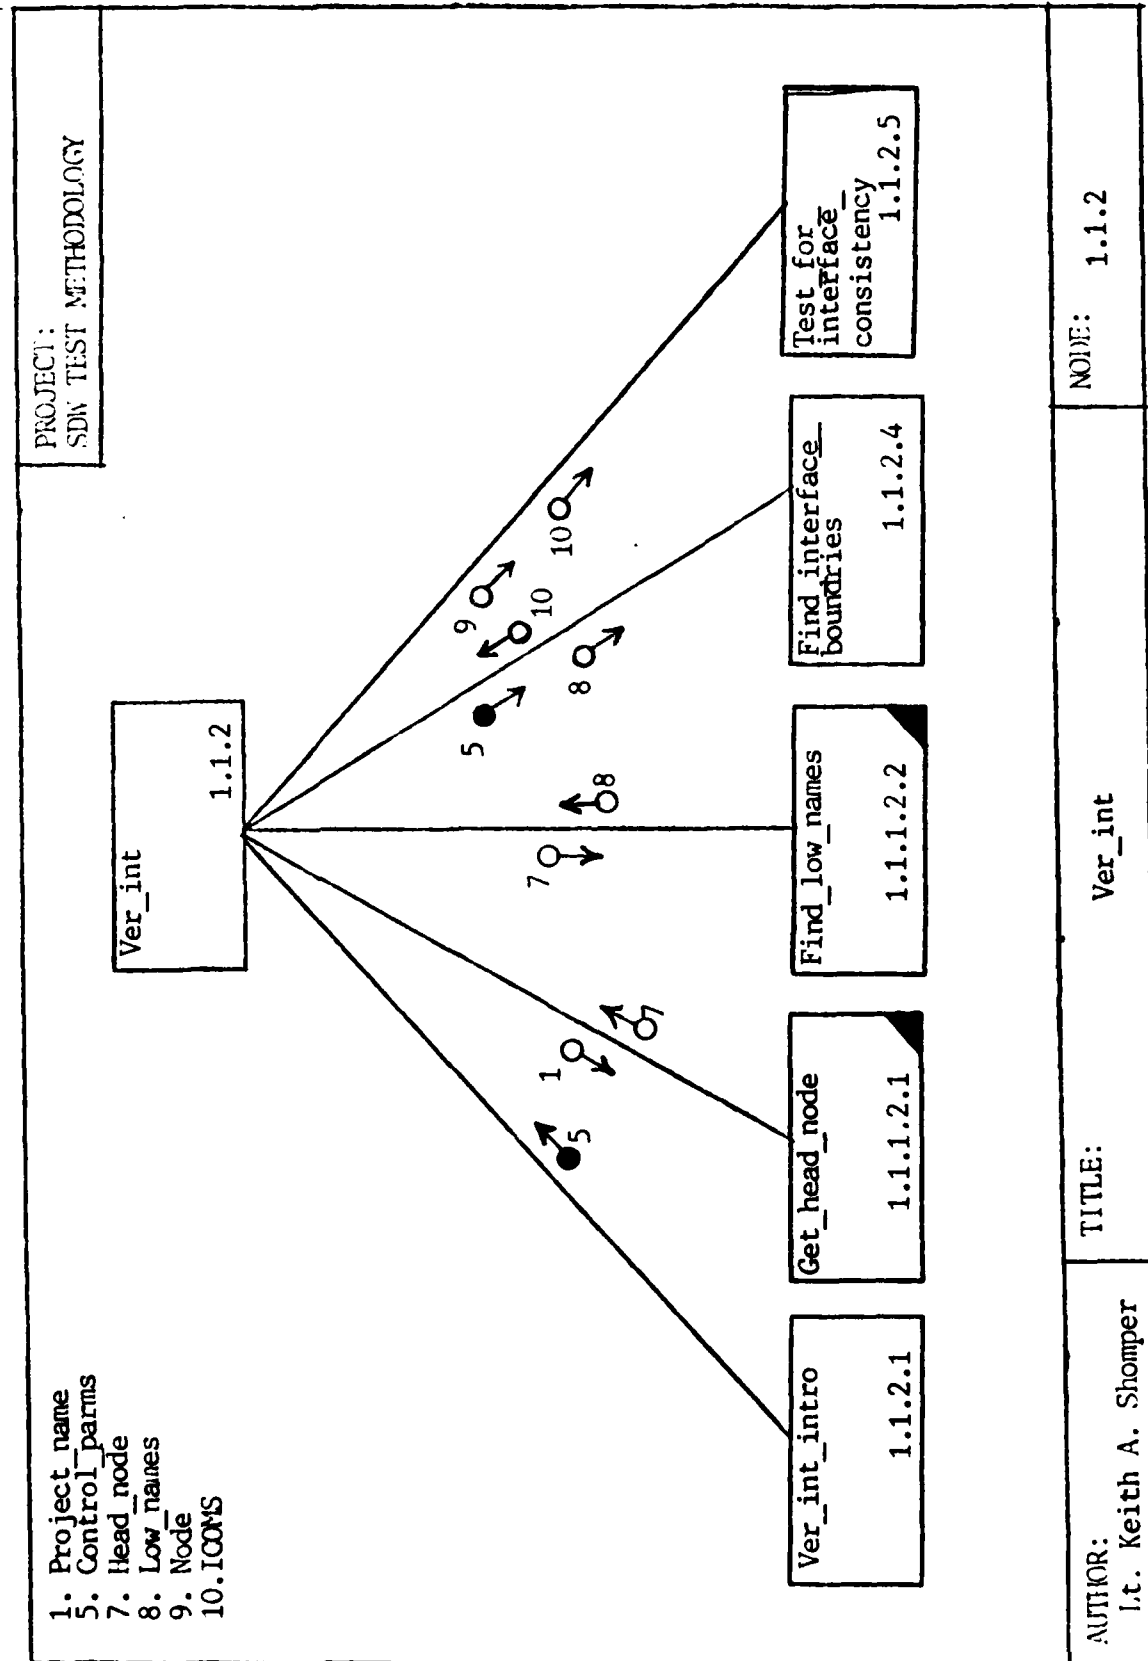 1. Project_name
5. Control_parms
7. Head_node
8. Low_names
9. Node
10. ICOMS
PROJECT:
SDW TEST METHODOLOGY
Ver_int
1.1.2
5
1
7
7
8
5
8
10
9
10
Ver_int_intro
1.1.2.1
Get_head_node
1.1.1.2.1
Find_low_names
1.1.1.2.2
Find_interface_
boundries
1.1.2.4
Test_for_
interface_
consistency
1.1.2.5
AUTHOR:
Lt. Keith A. Shomper
TITLE:
Ver_int
NODE:
1.1.2